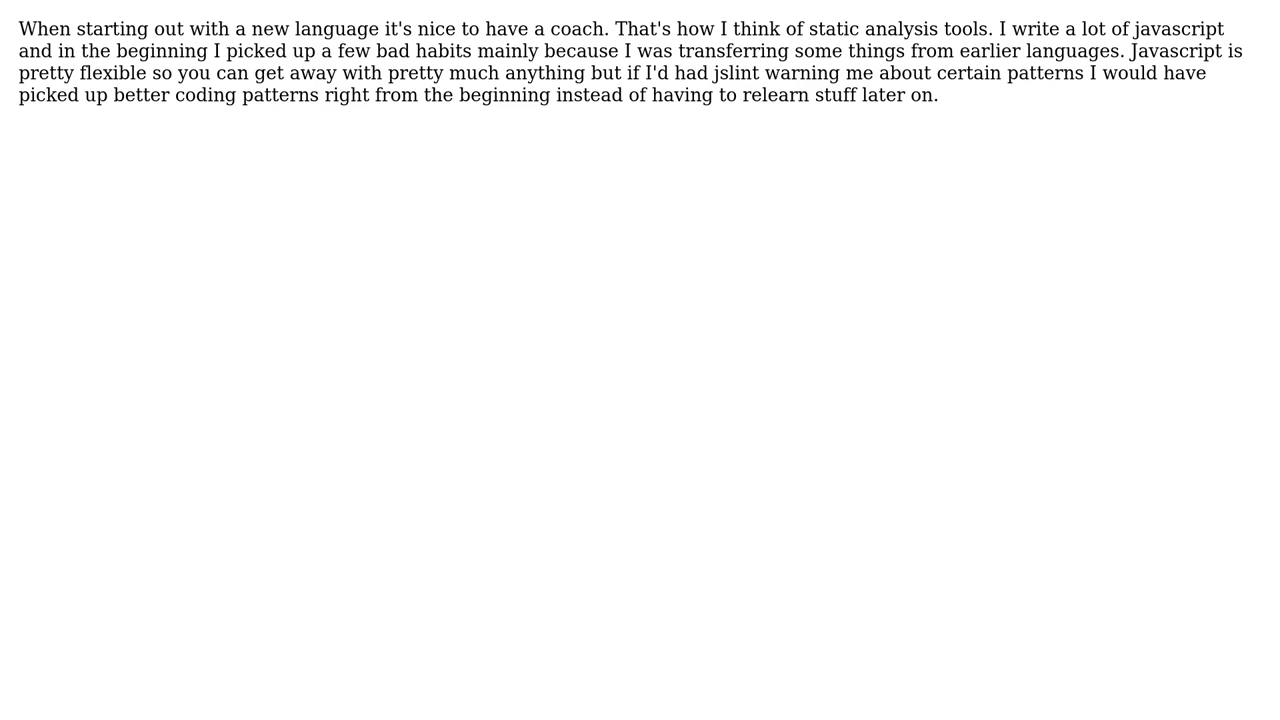 When starting out with a new language it's nice to have a coach. That's how I think of static analysis tools. I write a lot of javascript
and in the beginning I picked up a few bad habits mainly because I was transferring some things from earlier languages. Javascript is
pretty flexible so you can get away with pretty much anything but if I'd had jslint warning me about certain patterns I would have
picked up better coding patterns right from the beginning instead of having to relearn stuff later on.